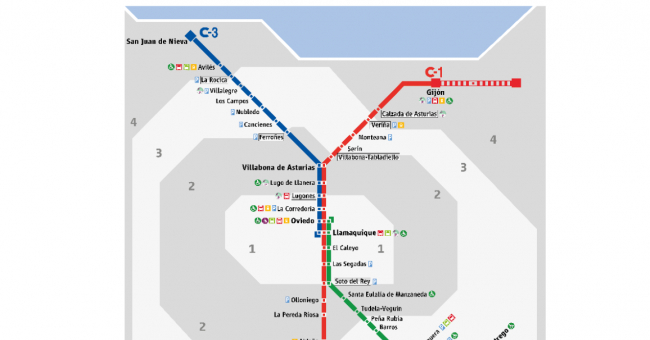 C-3
San Juan de Nieva
C-1
Avilés
Gijón
La Rocica
Villalegre
Los Campos
Calzada de Asturias
Nubledo
Veriña
4
Cancienes
Monteana
Ferroñes
Serín
4
3
Villabona-Tabladiello
3
Villabona de Asturias
Lugo de Llanera
2
2
Lugones
La Corredoria
Oviedo
Llamaquique
1
El Caleyo
1
Las Segadas
Soto del Rey
Santa Eulalia de Manzaneda
Olloniego
Tudela-Veguín
La Pereda Riosa
Peña Rubia
2
Barros